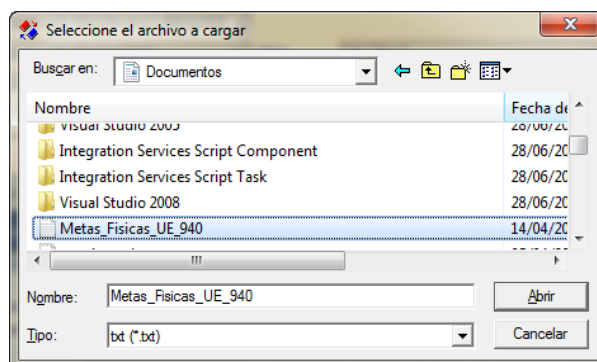 Seleccione el archivo a cargar
Buscar en: Documentos
Nombre Fecha de
Visual Studio 2005 28/06/20
Integration Services Script Component 28/06/20
Integration Services Script Task 28/06/20
Visual Studio 2008 28/06/20
Metas_Fisicas_UE_940 14/04/20
Nombre: Metas_Fisicas_UE_940 Abrir
Tipo: txt (*.txt) Cancelar